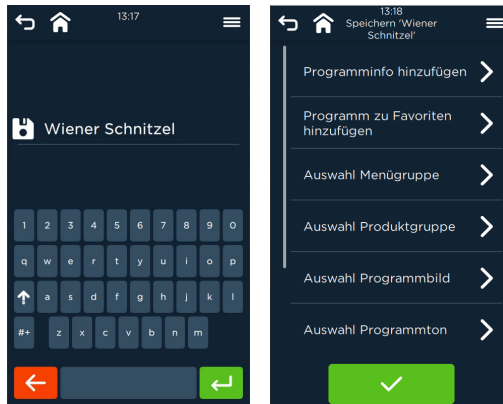 13:17
Wiener Schnitzel
1 2 3 4 5 6 7 8 9 0
q w e r t y u i o p
a s d f g h j k l
#+ z x c v b n m
13:18
Speichern 'Wiener
Schnitzel'
Programminfo hinzufügen
Programm zu Favoriten
hinzufügen
Auswahl Menügruppe
Auswahl Produktgruppe
Auswahl Programmbild
Auswahl Programmton